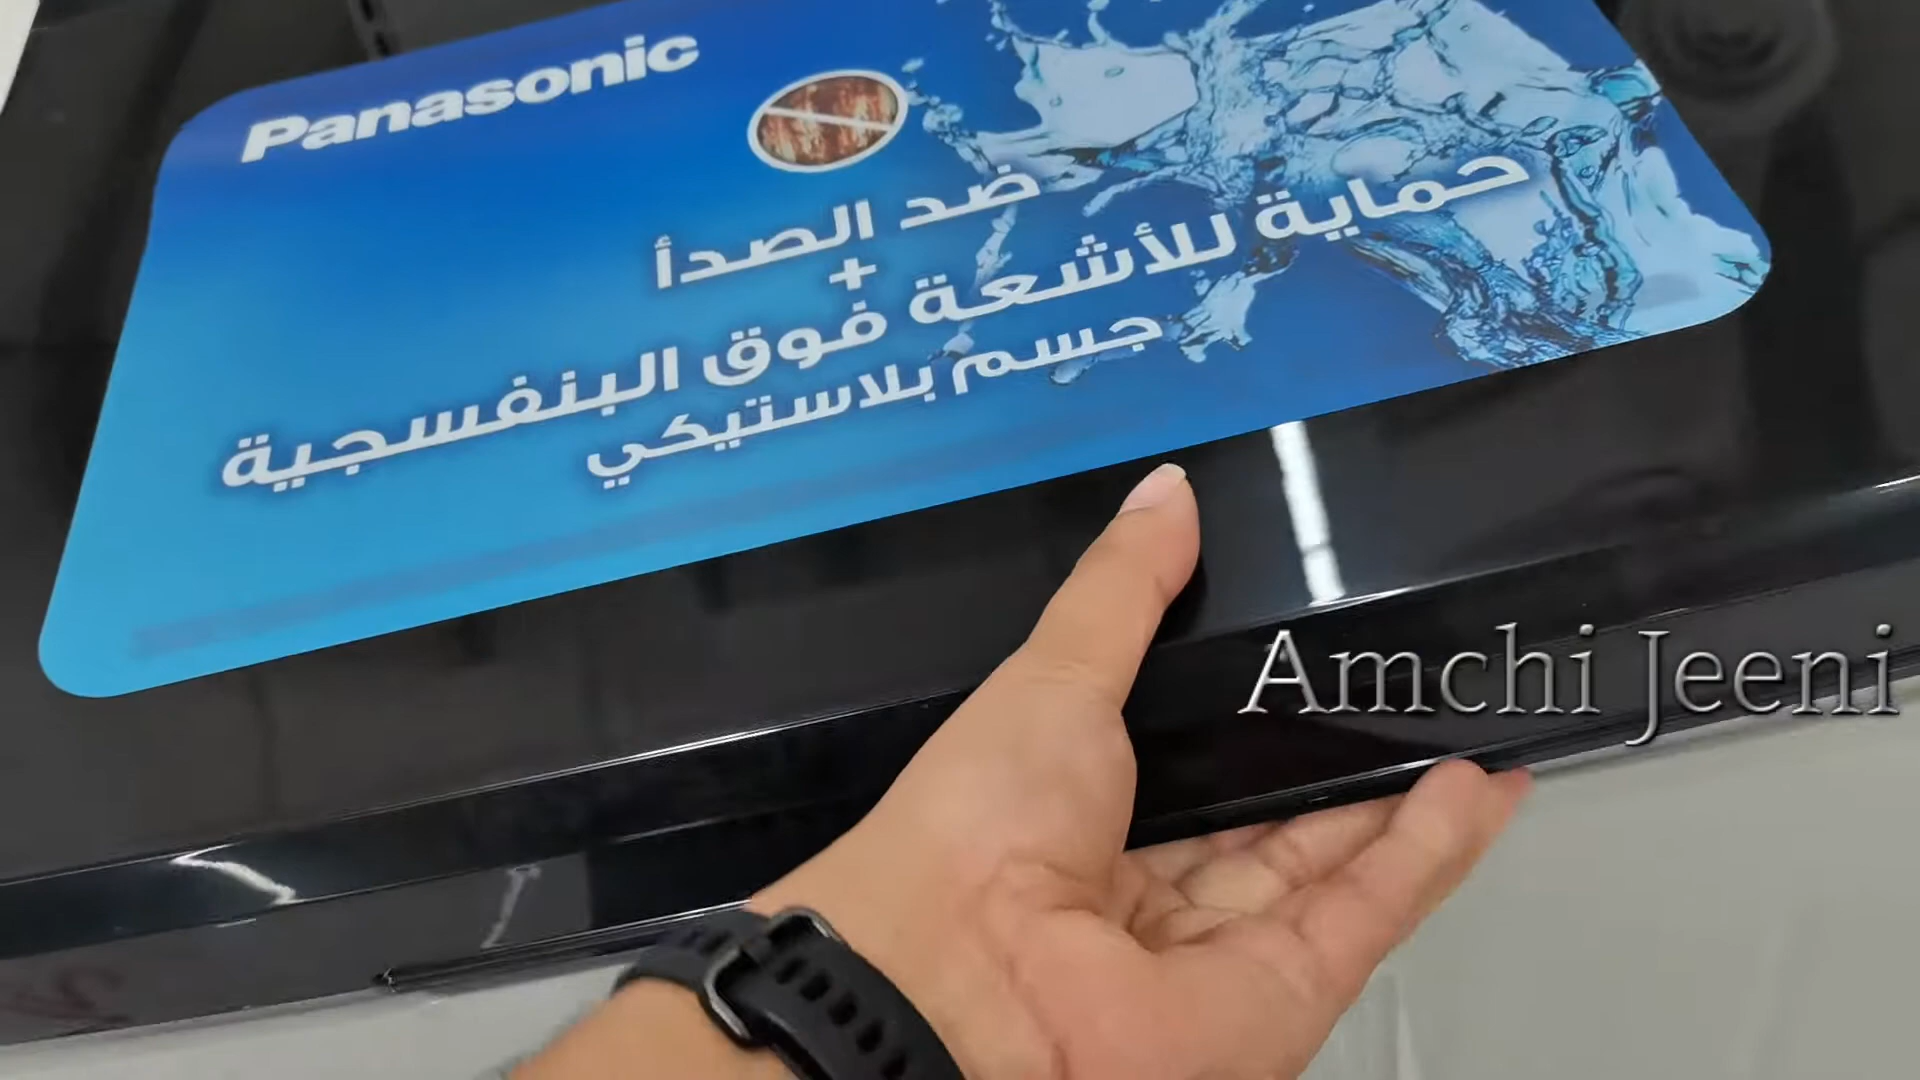 Panasonic
ضد الصدأ
+
حماية للأشعة فوق البنفسجية
جسم بلاستيكي
Amchi Jeeni